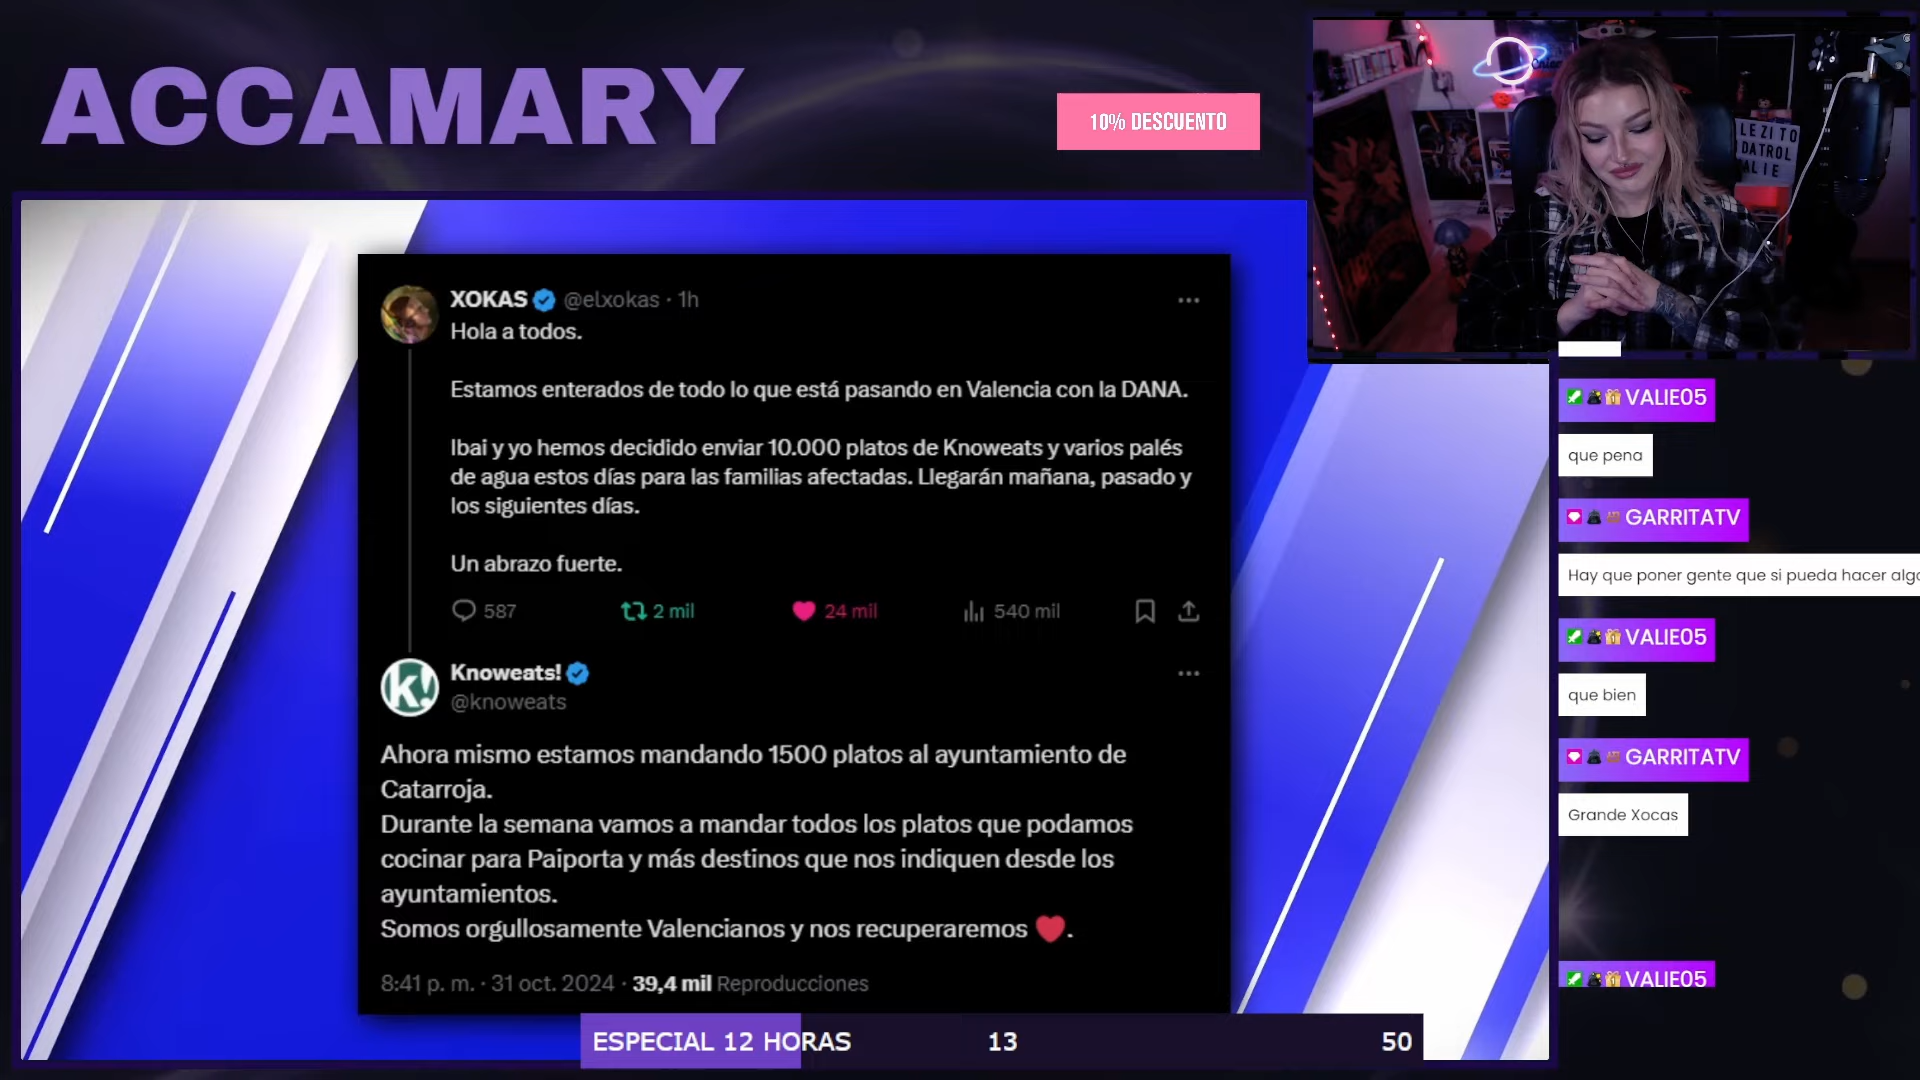 ACCAMARY
10% DESCUENTO
LEZITO
DATROL
ALIE
XOKAS @elxokas · 1h
Hola a todos.
Estamos enterados de todo lo que está pasando en Valencia con la DANA.
Ibai y yo hemos decidido enviar 10.000 platos de Knoweats y varios palés
de agua estos días para las familias afectadas. Llegarán mañana, pasado y
los siguientes días.
Un abrazo fuerte.
587 2 mil 24 mil 540 mil
Knoweats!
@knoweats
Ahora mismo estamos mandando 1500 platos al ayuntamiento de
Catarroja.
Durante la semana vamos a mandar todos los platos que podamos
cocinar para Paiporta y más destinos que nos indiquen desde los
ayuntamientos.
Somos orgullosamente Valencianos y nos recuperaremos ❤️.
8:41 p. m. · 31 oct. 2024 · 39,4 mil Reproducciones
ESPECIAL 12 HORAS 13 50
VALIE05
que pena
GARRITATV
Hay que poner gente que si pueda hacer algo
VALIE05
que bien
GARRITATV
Grande Xocas
VALIE05